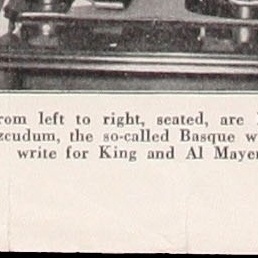 rom left to right, seated, are
zcudum, the so-called Basque w
write for King and Al Mayer